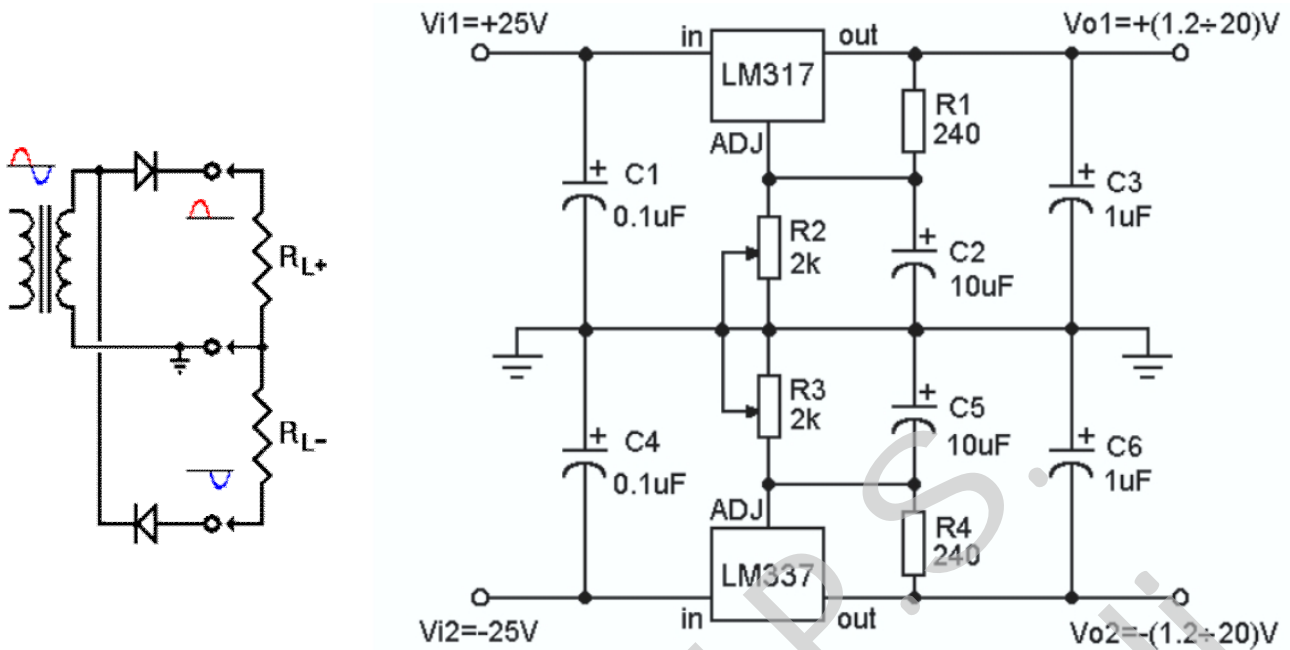 R L+
R L-
Vi1=+25V
in
out
Vo1=+(1.2÷20)V
LM317
ADJ
R1
240
+
C1
0.1uF
+
C3
1uF
R2
2k
+
C2
10uF
R3
2k
+
C5
10uF
+
C4
0.1uF
+
C6
1uF
ADJ
R4
240
LM337
in
out
Vi2=-25V
Vo2=-(1.2÷20)V
P.S.